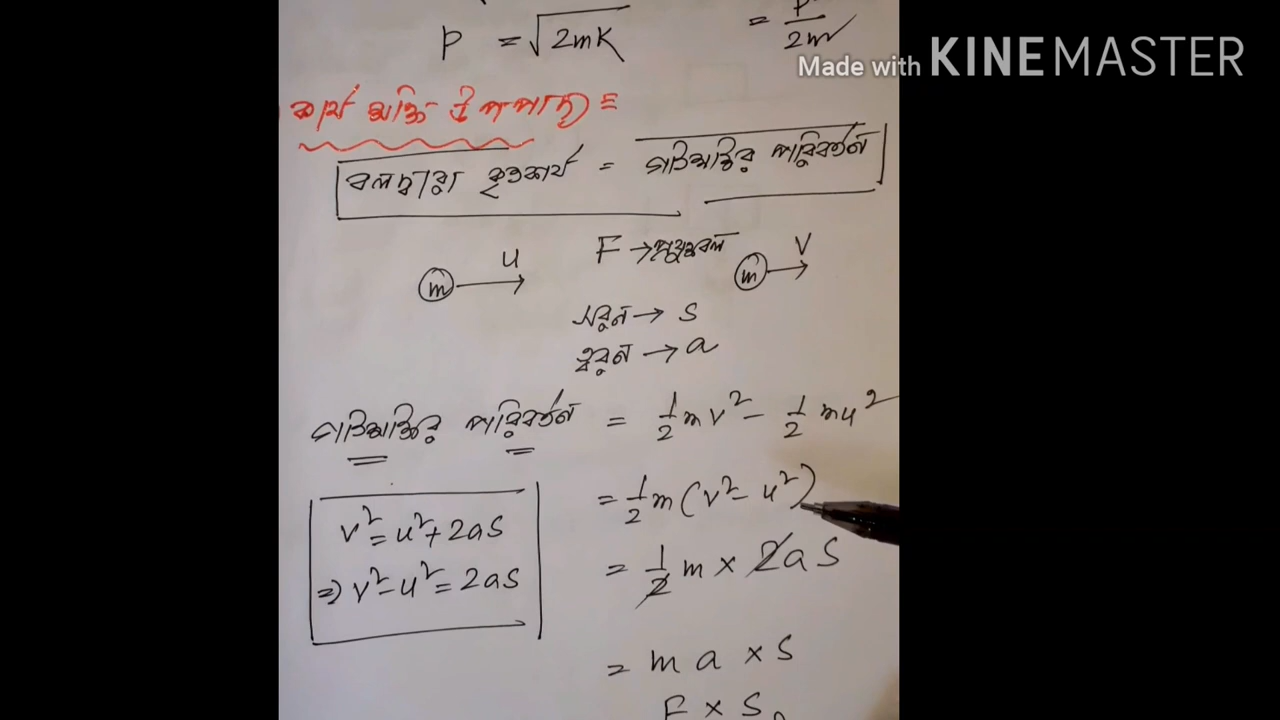 P = √2mK
= P² / 2m
Made with KINEMASTER
কার্য শক্তি উপপাদ্য :
বলদ্বারা কৃতকার্য = গতিশক্তির পরিবর্তন
m u F → প্রযুক্তবল m V
সরণ → S
ত্বরণ → a
গতিশক্তির পরিবর্তন = 1/2 mv² - 1/2 mu²
= 1/2 m (v² - u²)
v² = u² + 2aS
= 1/2 m × 2aS
⇒ v² - u² = 2aS
= m a × S
F × S